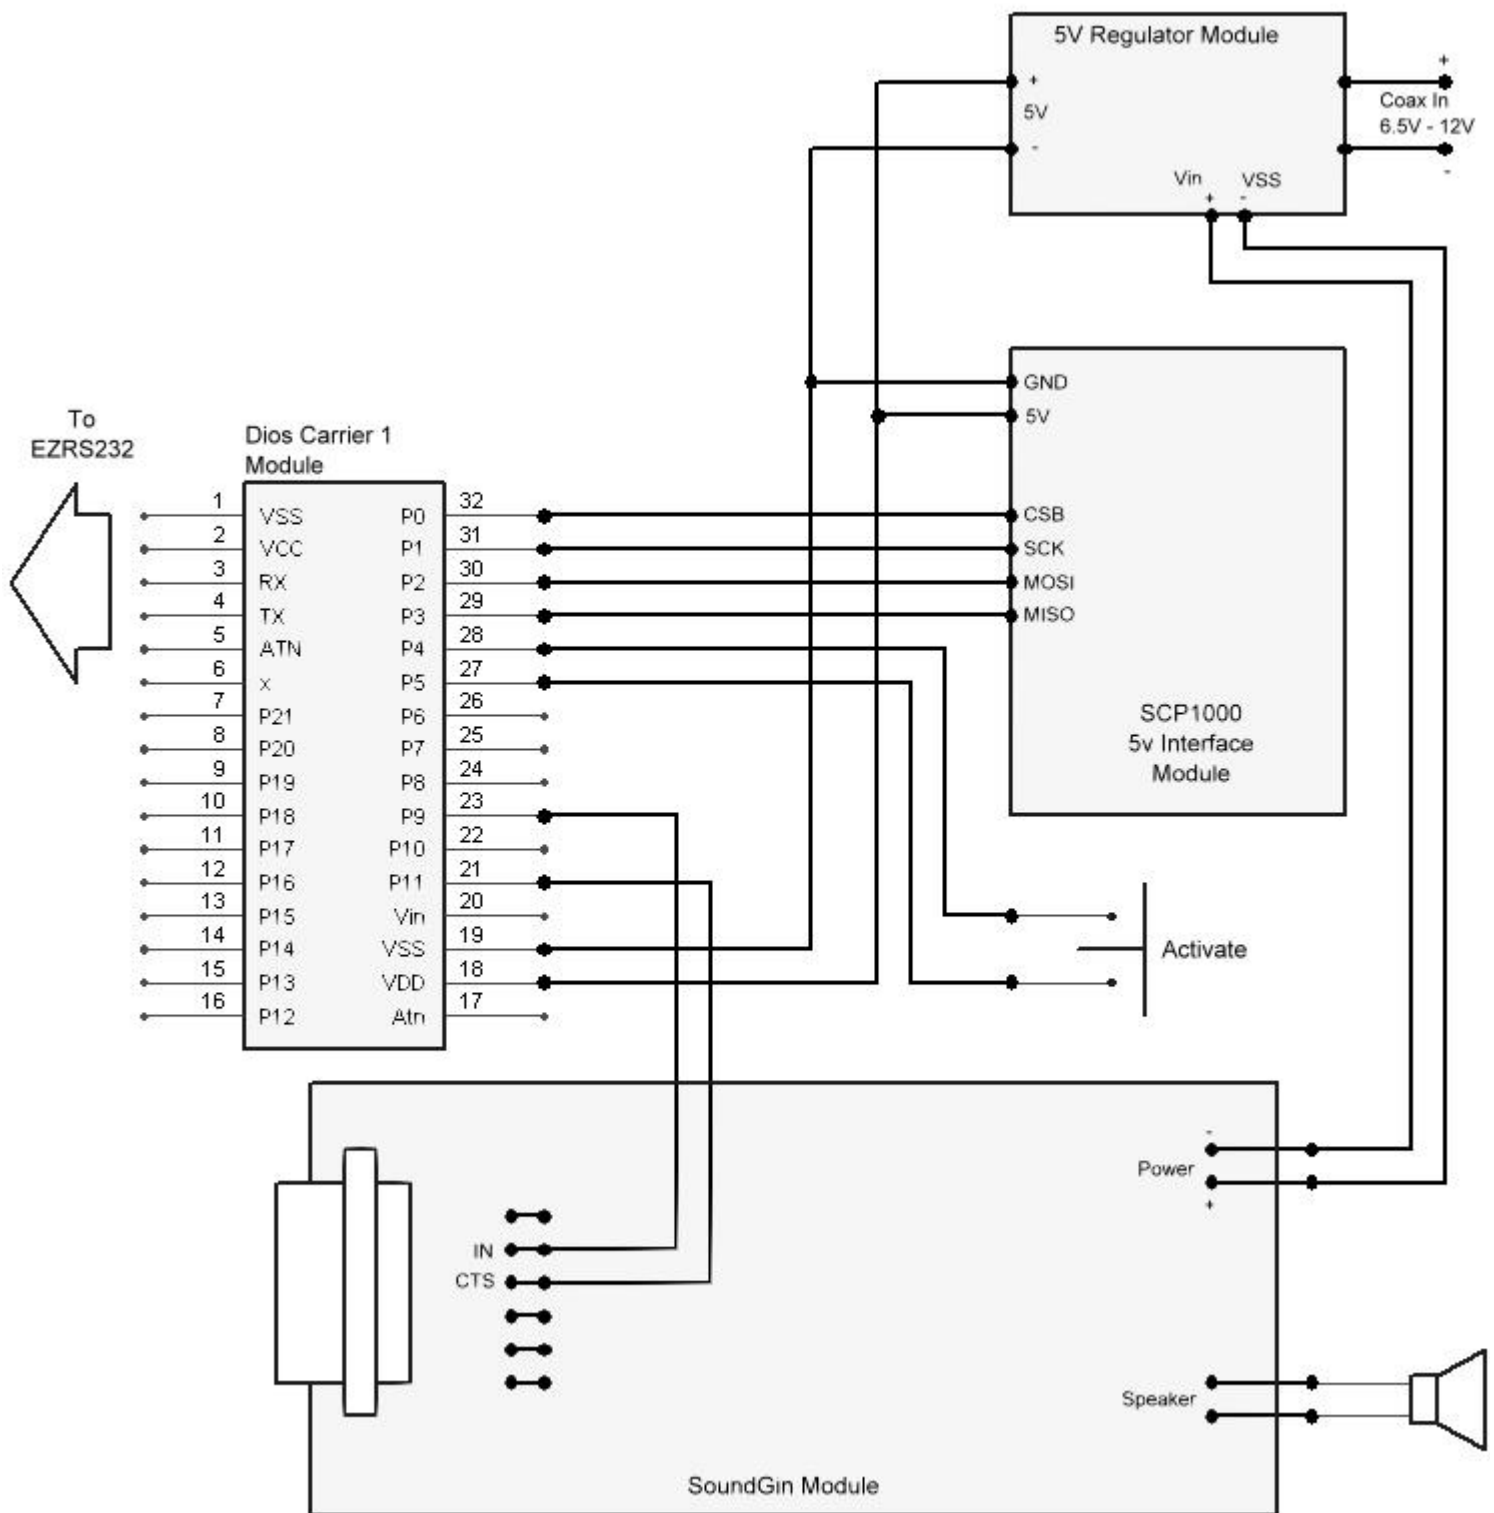 5V Regulator Module
+
+
5V
-
Coax In
6.5V - 12V
-
Vin
+
VSS
-
GND
5V
To
EZRS232
Dios Carrier 1
Module
1 VSS P0 32
2 VCC P1 31
3 RX P2 30
4 TX P3 29
5 ATN P4 28
6 x P5 27
7 P21 P6 26
8 P20 P7 25
9 P19 P8 24
10 P18 P9 23
11 P17 P10 22
12 P16 P11 21
13 P15 Vin 20
14 P14 VSS 19
15 P13 VDD 18
16 P12 Atn 17
CSB
SCK
MOSI
MISO
SCP1000
5v Interface
Module
Activate
-
Power
+
IN
CTS
Speaker
SoundGin Module